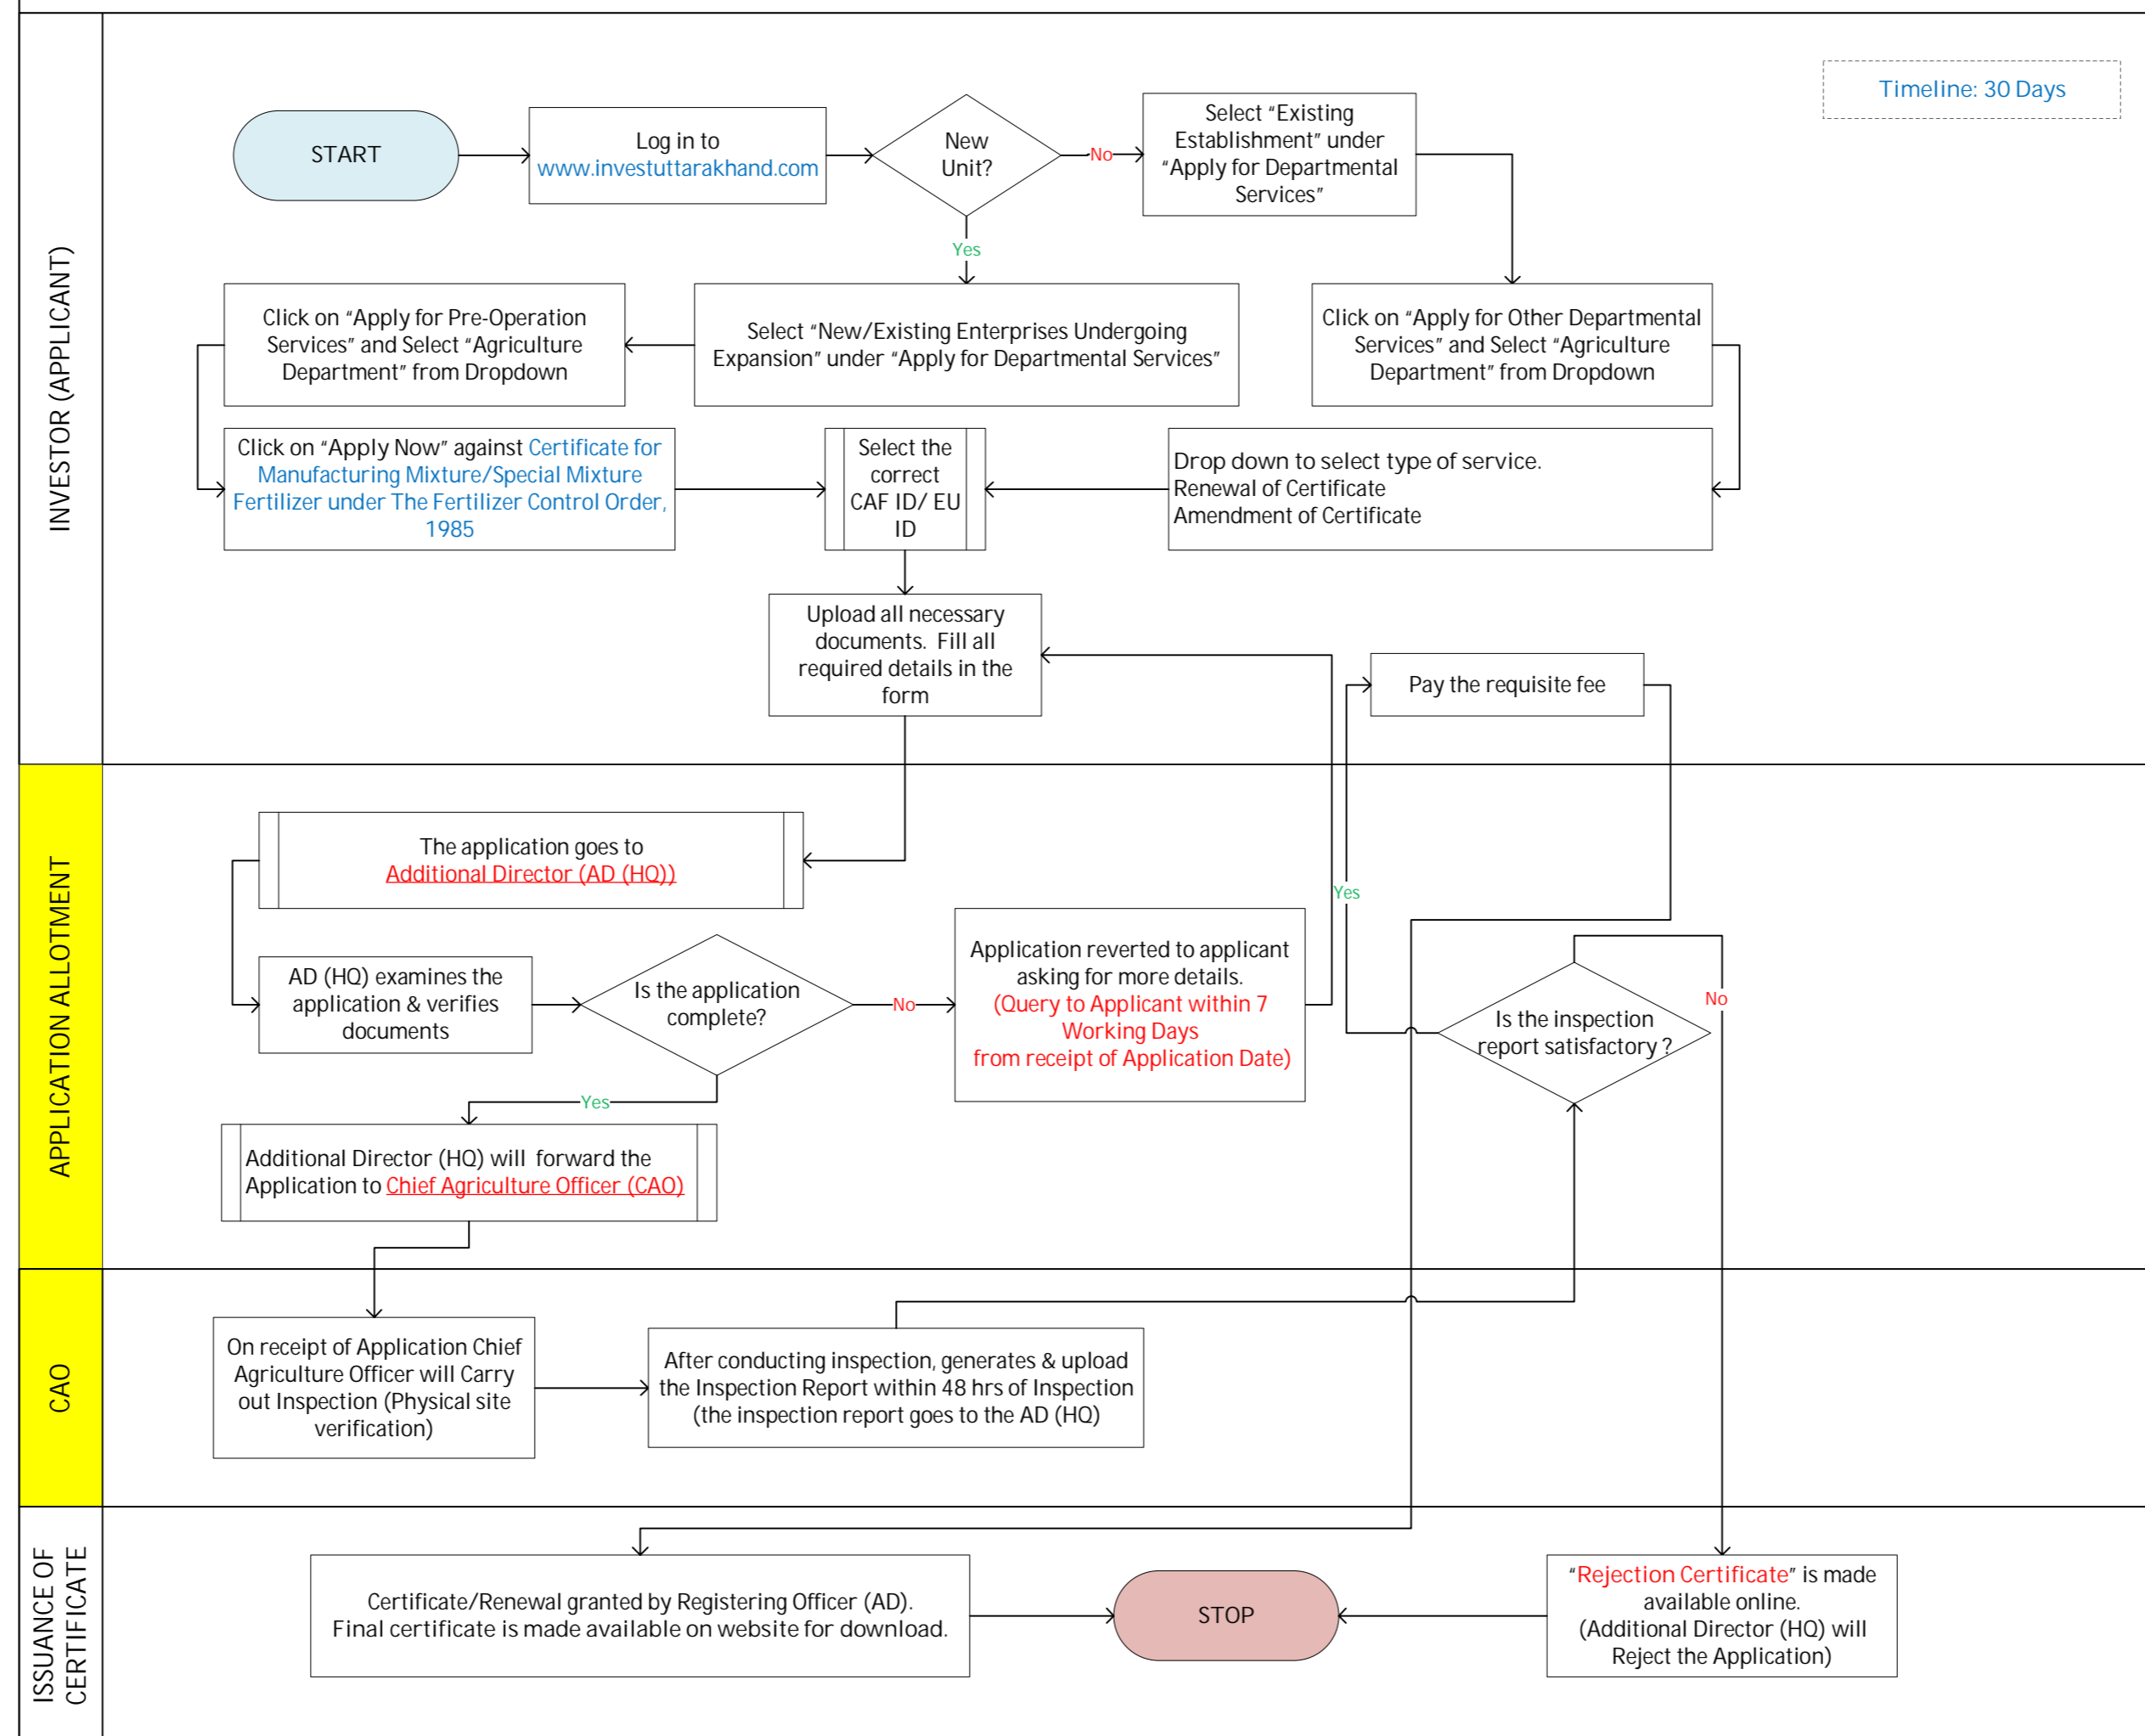 INVESTOR (APPLICANT)
Timeline: 30 Days
START
Log in to
www.investuttarakhand.com
New
Unit?
No
Select “Existing
Establishment” under
“Apply for Departmental
Services”
Yes
Click on “Apply for Pre-Operation
Services” and Select “Agriculture
Department” from Dropdown
Select “New/Existing Enterprises Undergoing
Expansion” under “Apply for Departmental Services”
Click on “Apply for Other Departmental
Services” and Select “Agriculture
Department” from Dropdown
Click on “Apply Now” against Certificate for
Manufacturing Mixture/Special Mixture
Fertilizer under The Fertilizer Control Order,
1985
Select the
correct
CAF ID/ EU
ID
Drop down to select type of service.
Renewal of Certificate
Amendment of Certificate
Upload all necessary
documents.  Fill all
required details in the
form
Pay the requisite fee
APPLICATION ALLOTMENT
The application goes to
Additional Director (AD (HQ))
Yes
AD (HQ) examines the
application & verifies
documents
Is the application
complete?
No
Application reverted to applicant
asking for more details.
(Query to Applicant within 7
Working Days
from receipt of Application Date)
Is the inspection
report satisfactory ?
No
Yes
Additional Director (HQ) will  forward the
Application to Chief Agriculture Officer (CAO)
CAO
On receipt of Application Chief
Agriculture Officer will Carry
out Inspection (Physical site
verification)
After conducting inspection, generates & upload
the Inspection Report within 48 hrs of Inspection
(the inspection report goes to the AD (HQ)
ISSUANCE OF
CERTIFICATE
Certificate/Renewal granted by Registering Officer (AD).
Final certificate is made available on website for download.
STOP
“Rejection Certificate” is made
available online.
(Additional Director (HQ) will
Reject the Application)